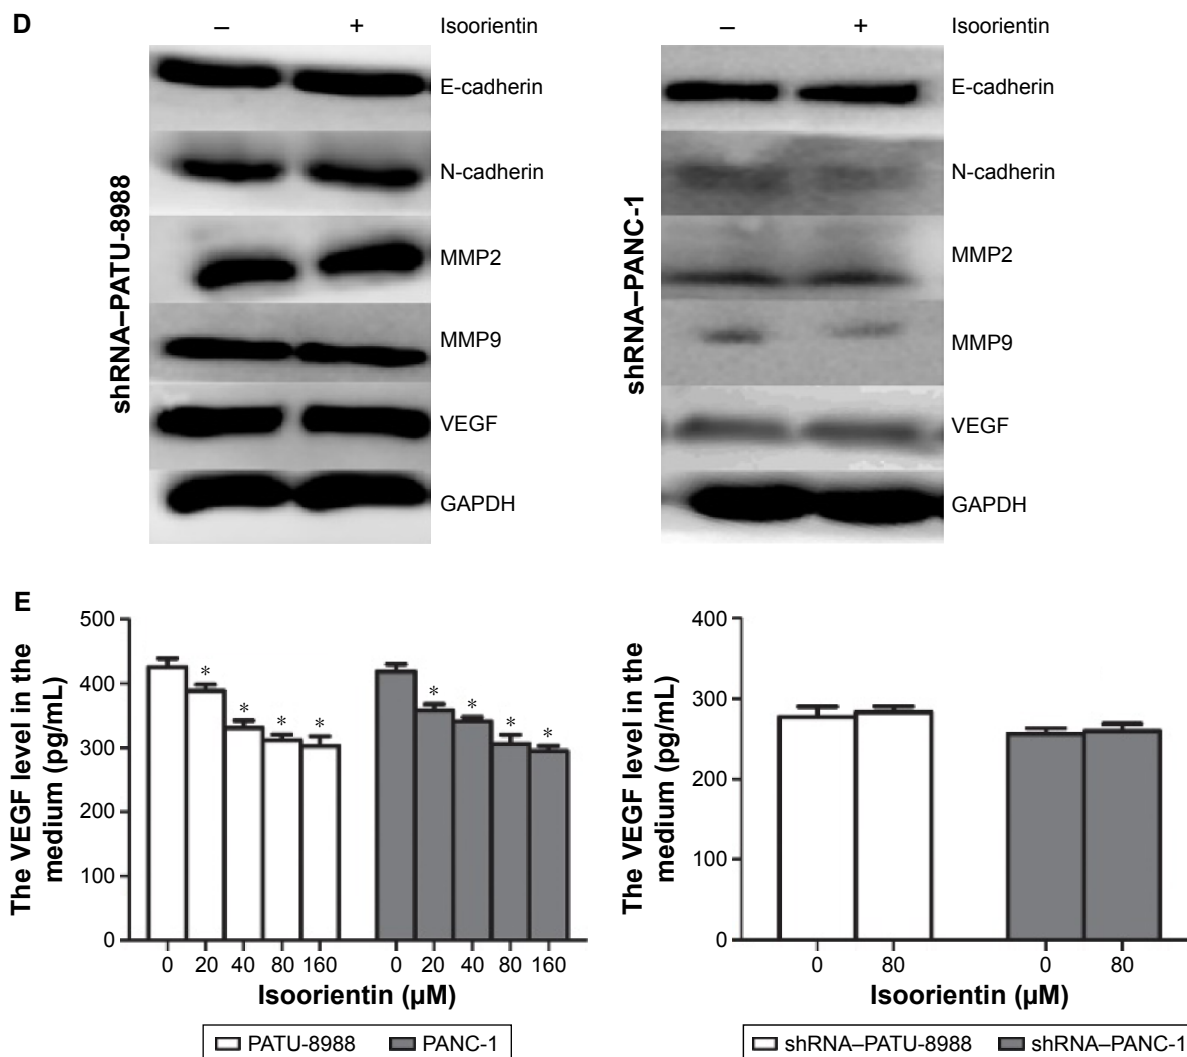 D
– + Isoorientin
E-cadherin
N-cadherin
MMP2
MMP9
VEGF
GAPDH
shRNA–PATU-8988
– + Isoorientin
E-cadherin
N-cadherin
MMP2
MMP9
VEGF
GAPDH
shRNA–PANC-1
E
The VEGF level in the
medium (pg/mL)
500
400
300
200
100
0
* * * * * * * *
0 20 40 80 160 0 20 40 80 160
Isoorientin (µM)
PATU-8988 PANC-1
The VEGF level in the
medium (pg/mL)
400
300
200
100
0
0 80 0 80
Isoorientin (µM)
shRNA–PATU-8988 shRNA–PANC-1